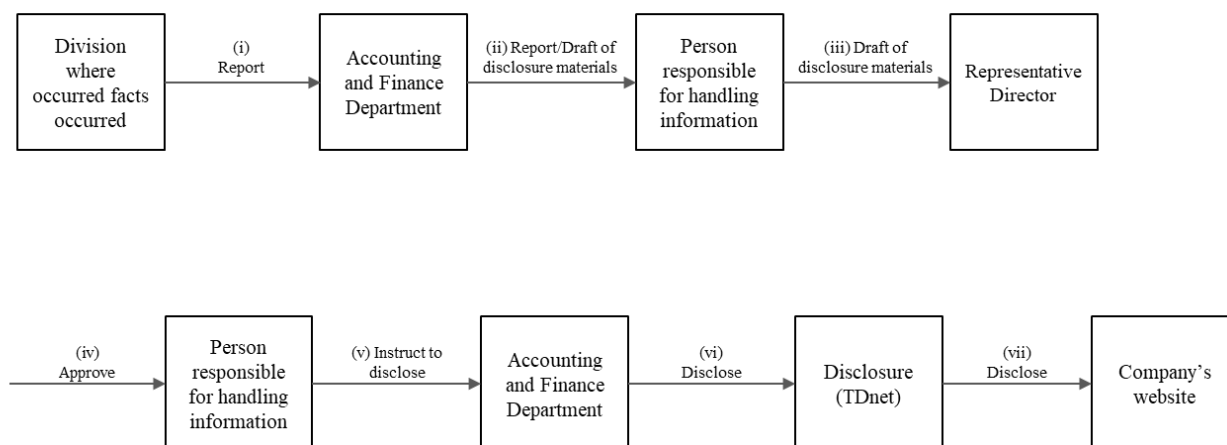 Division
where
occurred facts
occurred
(i)
Report
Accounting
and Finance
Department
(ii) Report/Draft of
disclosure materials
Person
responsible
for handling
information
(iii) Draft of
disclosure materials
Representative
Director
(iv)
Approve
Person
responsible
for handling
information
(v) Instruct to
disclose
Accounting
and Finance
Department
(vi)
Disclose
Disclosure
(TDnet)
(vii)
Disclose
Company’s
website